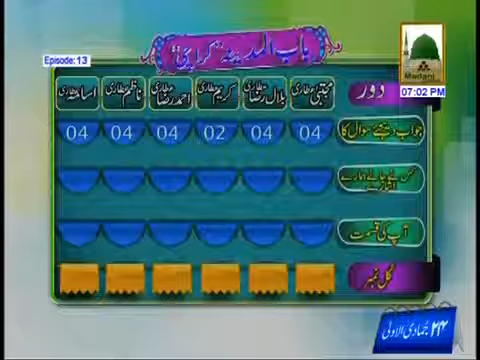 Episode: 13
باب المدینہ "کراچی"
Madani
07:02 PM
دور
مجتبیٰ عطاری
بلال رضا عطاری
کریم عطاری
احمد رضا عطاری
ناظم عطاری
اسامہ عطاری
جواب دیجئے سوال کا
04 04 02 04 04 04
آپ کی قسمت
کل نمبر
۲۴ جمادی الاولیٰ